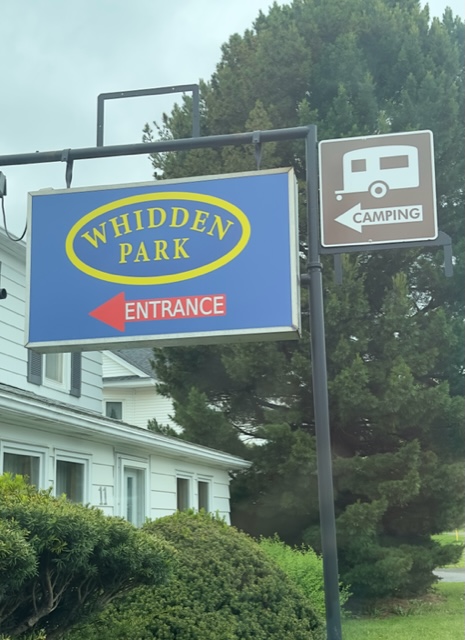 WHIDDEN
PARK
ENTRANCE
CAMPING
11